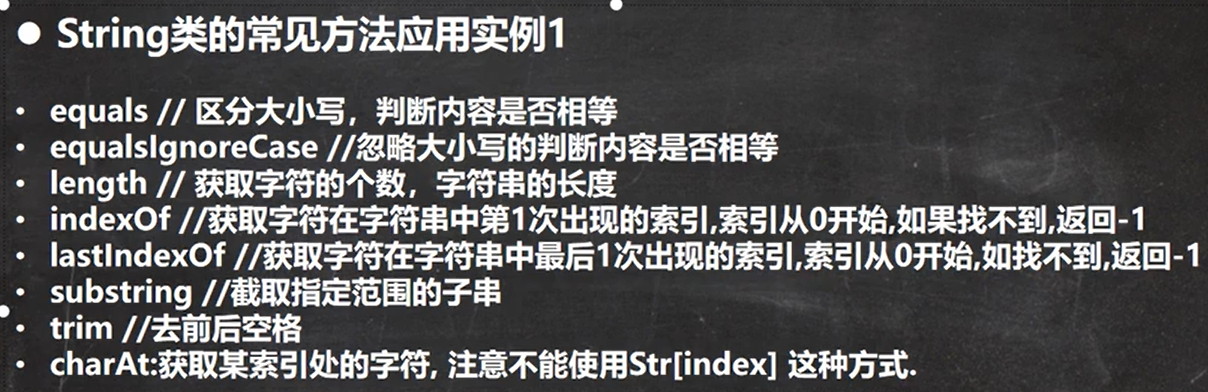 ● String类的常见方法应用实例1
• equals // 区分大小写，判断内容是否相等
• equalsIgnoreCase //忽略大小写的判断内容是否相等
• length // 获取字符的个数，字符串的长度
• indexOf //获取字符在字符串中第1次出现的索引,索引从0开始,如果找不到,返回-1
• lastIndexOf //获取字符在字符串中最后1次出现的索引,索引从0开始,如找不到,返回-1
• substring //截取指定范围的子串
• trim //去前后空格
• charAt:获取某索引处的字符, 注意不能使用Str[index] 这种方式.